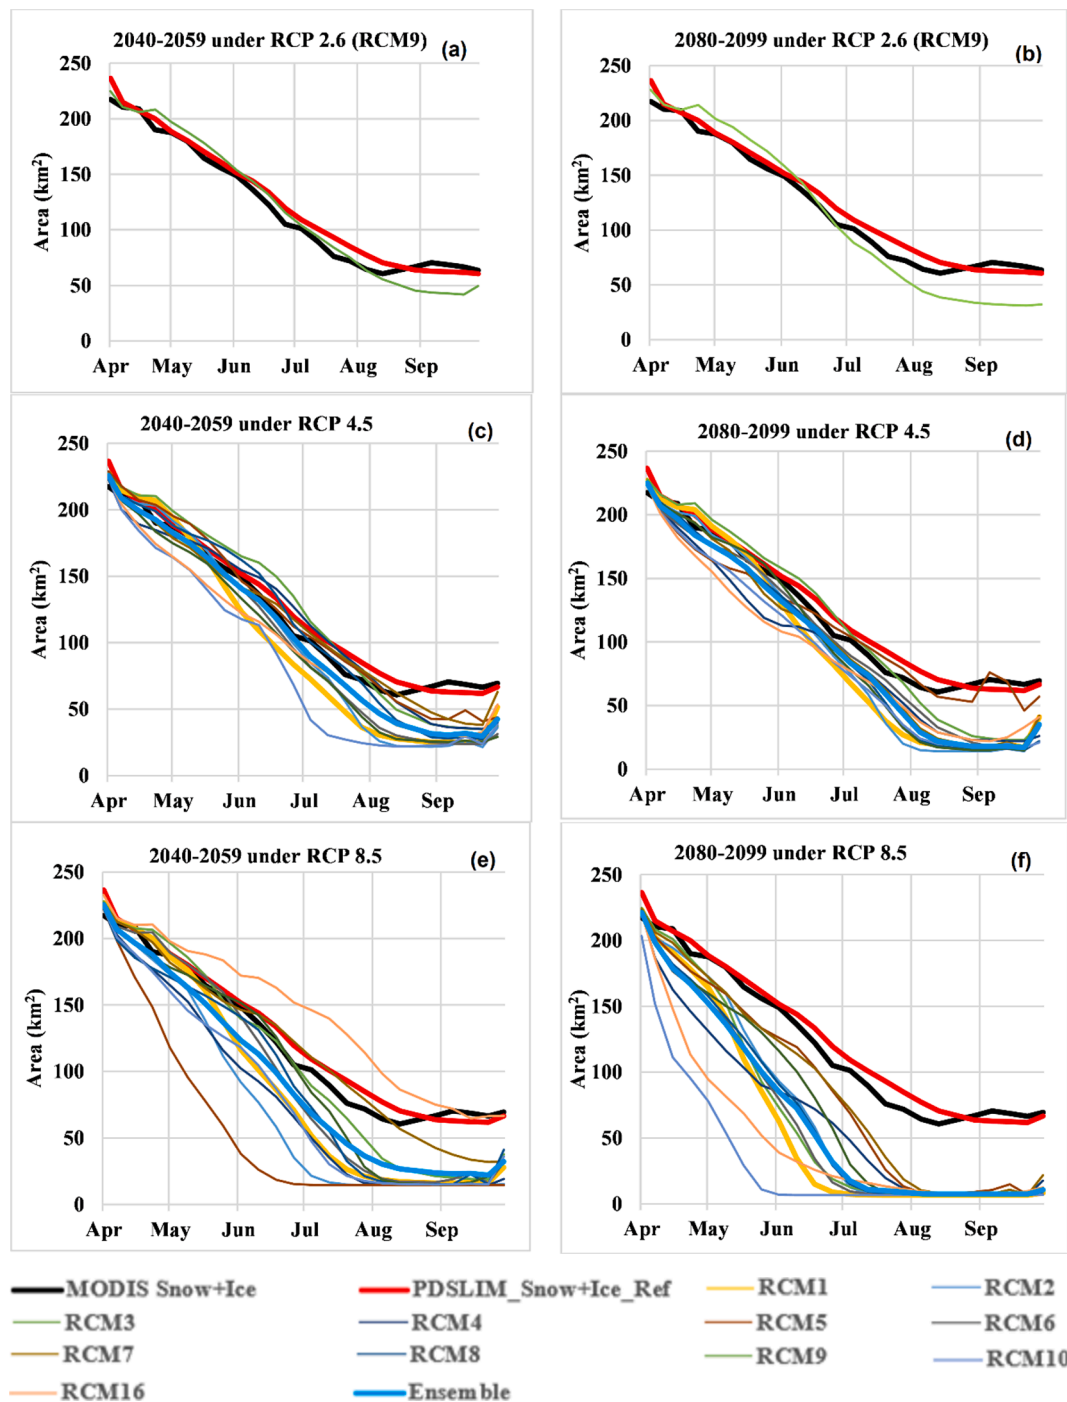 2040-2059 under RCP 2.6 (RCM9) (a)
250
200
150
100
50
0
Area (km²)
Apr May Jun Jul Aug Sep
2080-2099 under RCP 2.6 (RCM9) (b)
250
200
150
100
50
0
Area (km²)
Apr May Jun Jul Aug Sep
2040-2059 under RCP 4.5 (c)
250
200
150
100
50
0
Area (km²)
Apr May Jun Jul Aug Sep
2080-2099 under RCP 4.5 (d)
250
200
150
100
50
0
Area (km²)
Apr May Jun Jul Aug Sep
2040-2059 under RCP 8.5 (e)
250
200
150
100
50
0
Area (km²)
Apr May Jun Jul Aug Sep
2080-2099 under RCP 8.5 (f)
250
200
150
100
50
0
Area (km²)
Apr May Jun Jul Aug Sep
MODIS Snow+Ice PDSLIM_Snow+Ice_Ref RCM1 RCM2
RCM3 RCM4 RCM5 RCM6
RCM7 RCM8 RCM9 RCM10
RCM16 Ensemble